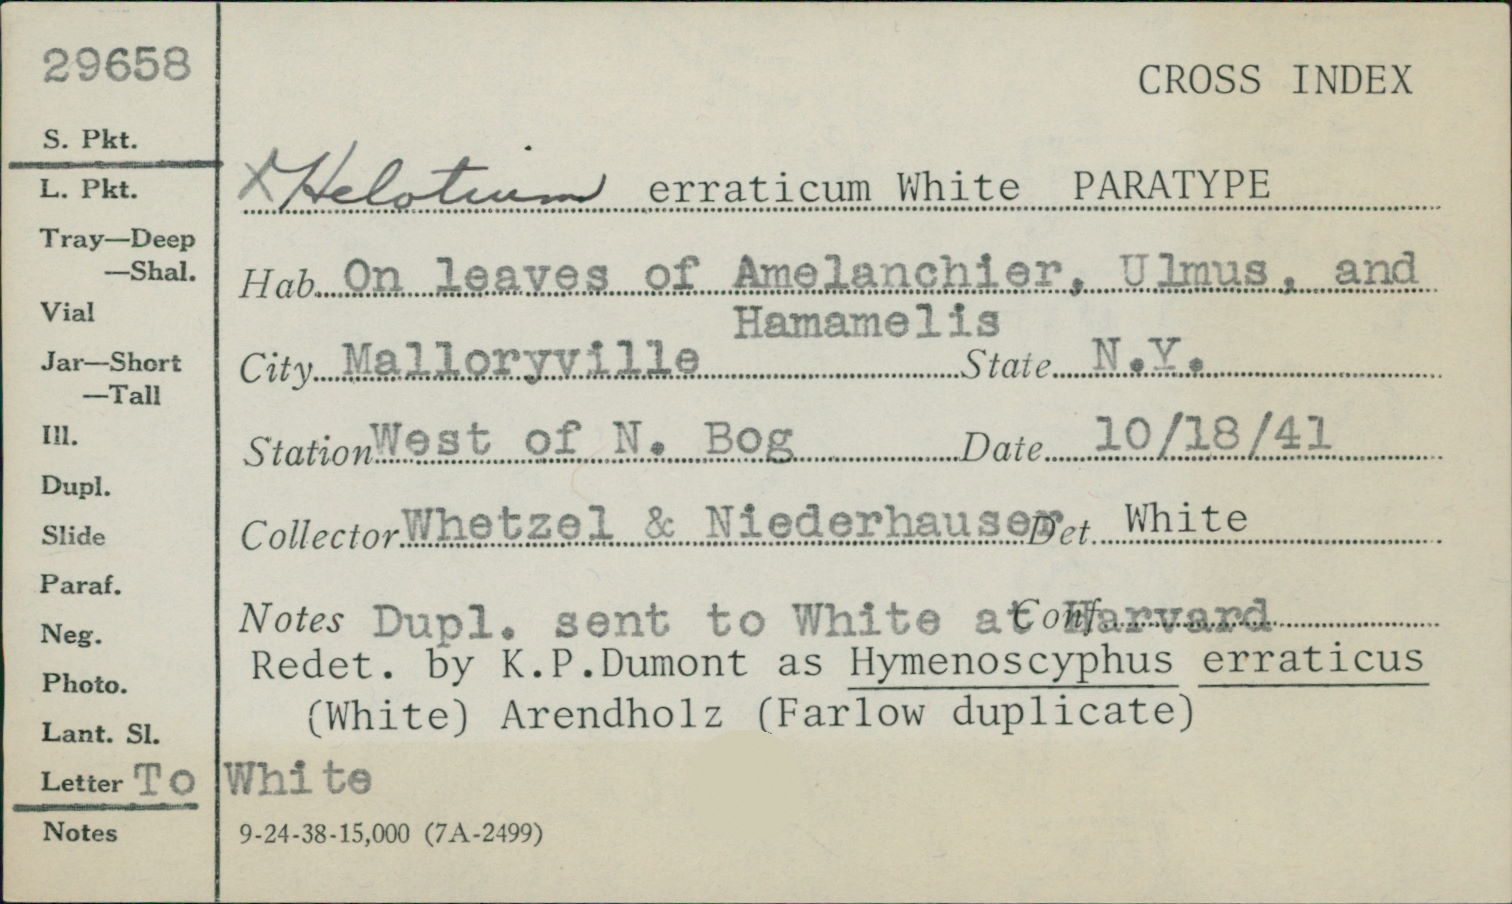 29658
CROSS INDEX
S. Pkt.
L. Pkt.
Tray—Deep
—Shal.
Vial
Jar—Short
—Tall
Ill.
Dupl.
Slide
Paraf.
Neg.
Photo.
Lant. Sl.
Letter To White
Notes
X Helotium erraticum White PARATYPE
Hab. On leaves of Amelanchier, Ulmus, and
Hamamelis
City Malloryville State N.Y.
Station West of N. Bog Date 10/18/41
Collector Whetzel & Niederhauser Det. White
Notes Dupl. sent to White at Harvard Conf.
Redet. by K.P.Dumont as Hymenoscyphus erraticus
(White) Arendholz (Farlow duplicate)
9-24-38-15,000 (7A-2499)